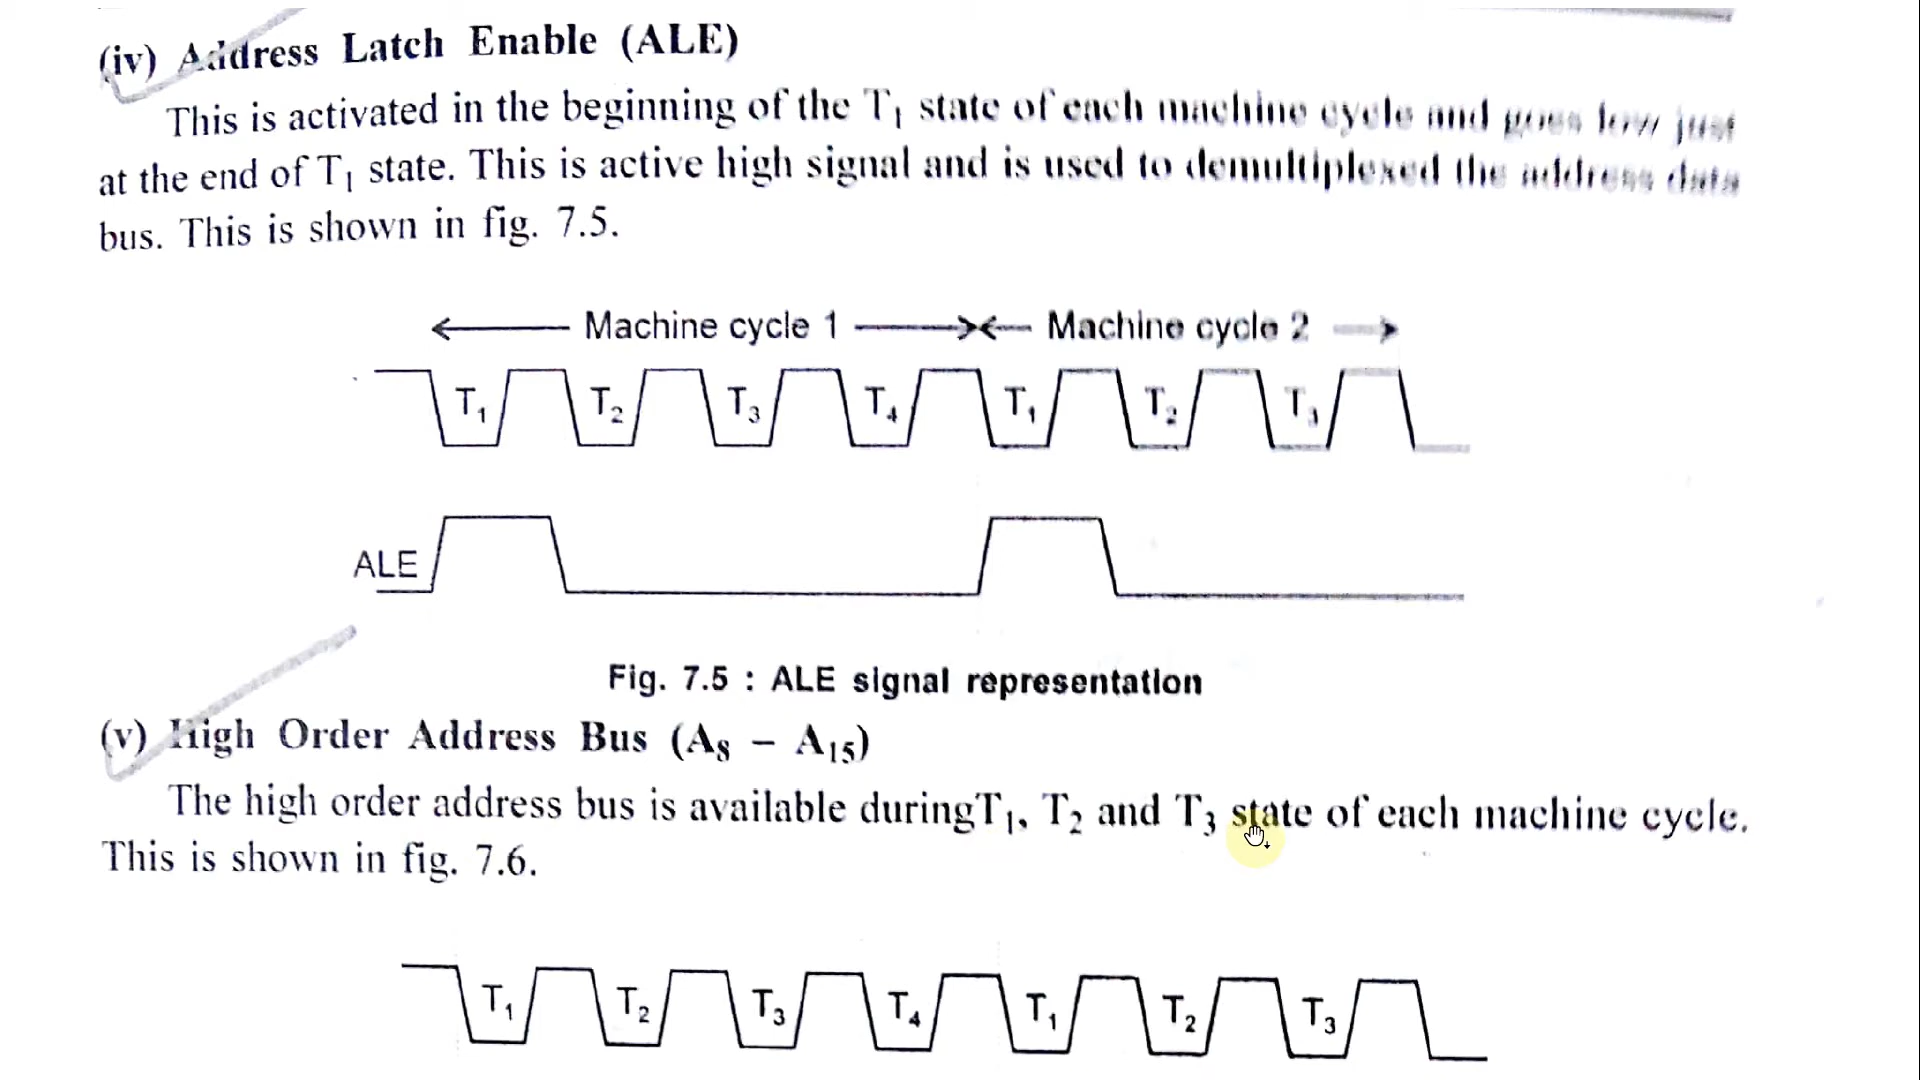 (iv) Address Latch Enable (ALE)
This is activated in the beginning of the T1 state of each machine cycle and goes low just
at the end of T1 state. This is active high signal and is used to demultiplexed the address data
bus. This is shown in fig. 7.5.
Machine cycle 1 Machine cycle 2
T1 T2 T3 T4 T1 T2 T3
ALE
Fig. 7.5 : ALE signal representation
(v) High Order Address Bus (A8 – A15)
The high order address bus is available duringT1, T2 and T3 state of each machine cycle.
This is shown in fig. 7.6.
T1 T2 T3 T4 T1 T2 T3